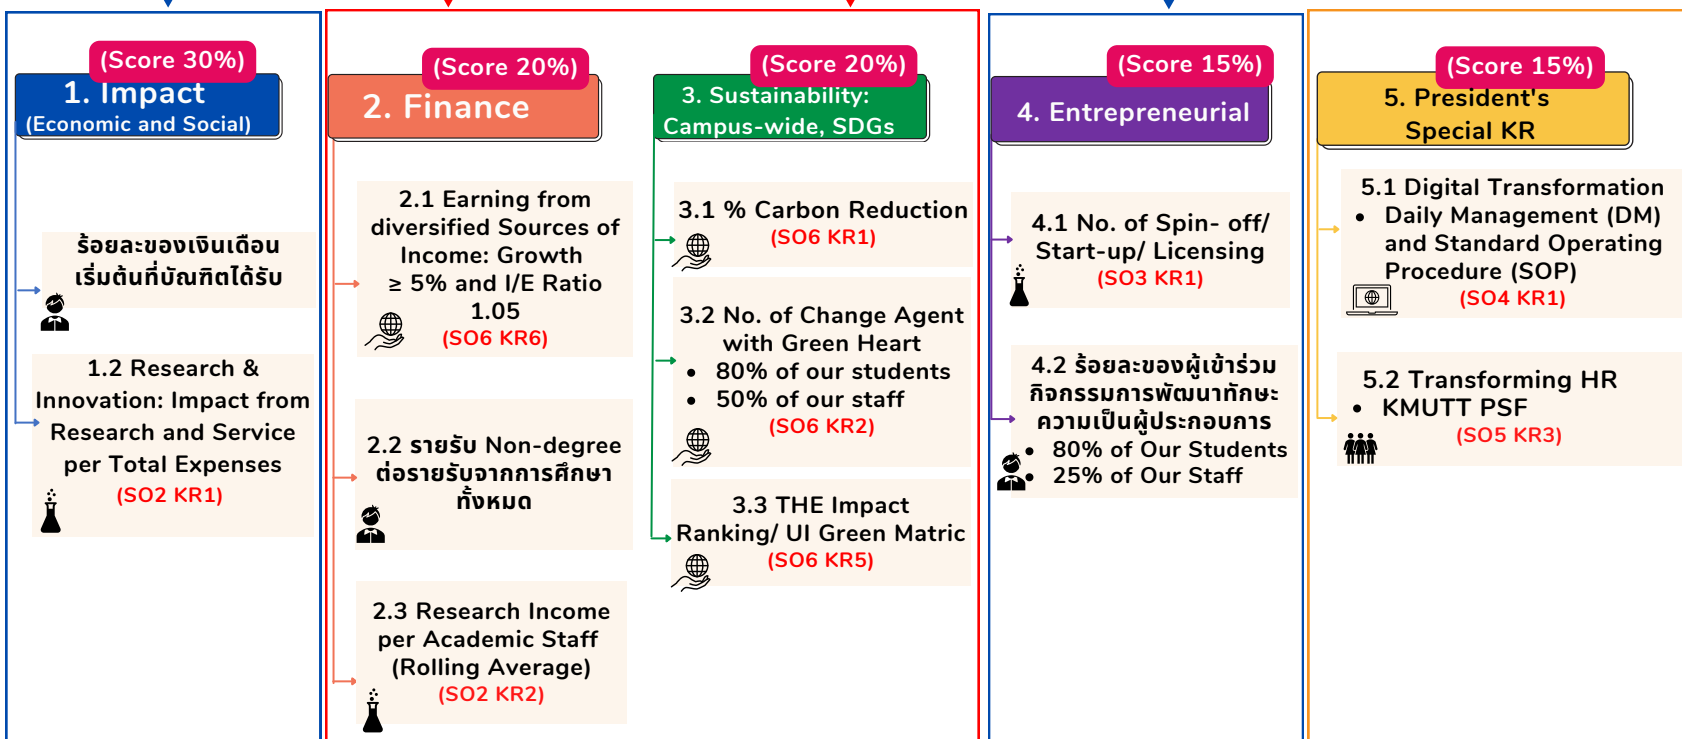 (Score 30%)
1. Impact
(Economic and Social)
ร้อยละของเงินเดือน
เริ่มต้นที่บัณฑิตได้รับ
1.2 Research &
Innovation: Impact from
Research and Service
per Total Expenses
(SO2 KR1)
(Score 20%)
2. Finance
2.1 Earning from
diversified Sources of
Income: Growth
≥ 5% and I/E Ratio
1.05
(SO6 KR6)
2.2 รายรับ Non-degree
ต่อรายรับจากการศึกษา
ทั้งหมด
2.3 Research Income
per Academic Staff
(Rolling Average)
(SO2 KR2)
(Score 20%)
3. Sustainability:
Campus-wide, SDGs
3.1 % Carbon Reduction
(SO6 KR1)
3.2 No. of Change Agent
with Green Heart
• 80% of our students
• 50% of our staff
(SO6 KR2)
3.3 THE Impact
Ranking/ UI Green Matric
(SO6 KR5)
(Score 15%)
4. Entrepreneurial
4.1 No. of Spin- off/
Start-up/ Licensing
(SO3 KR1)
4.2 ร้อยละของผู้เข้าร่วม
กิจกรรมการพัฒนาทักษะ
ความเป็นผู้ประกอบการ
• 80% of Our Students
• 25% of Our Staff
(Score 15%)
5. President's
Special KR
5.1 Digital Transformation
• Daily Management (DM)
and Standard Operating
Procedure (SOP)
(SO4 KR1)
5.2 Transforming HR
• KMUTT PSF
(SO5 KR3)